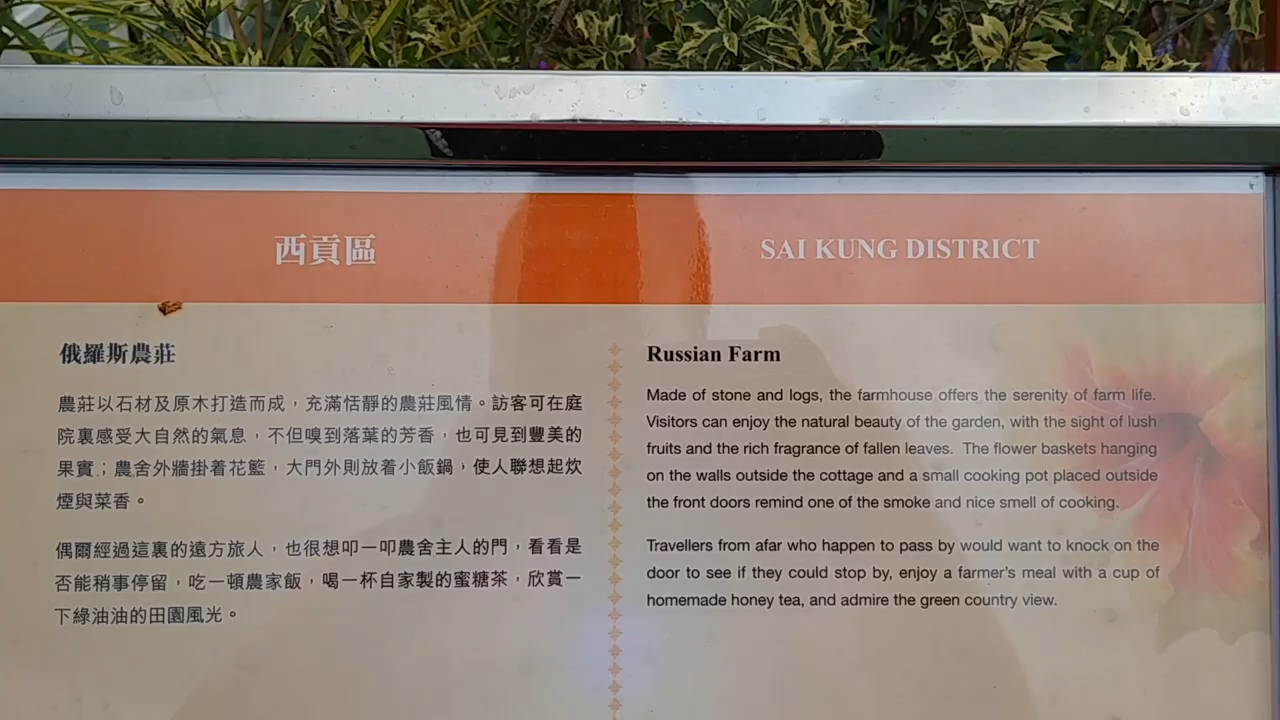 西貢區
SAI KUNG DISTRICT
俄羅斯農莊
農莊以石材及原木打造而成，充滿恬靜的農莊風情。訪客可在庭
院裏感受大自然的氣息，不但嗅到落葉的芳香，也可見到豐美的
果實；農舍外牆掛着花籃，大門外則放着小飯鍋，使人聯想起炊
煙與菜香。
偶爾經過這裏的遠方旅人，也很想叩一叩農舍主人的門，看看是
否能稍事停留，吃一頓農家飯，喝一杯自家製的蜜糖茶，欣賞一
下綠油油的田園風光。
Russian Farm
Made of stone and logs, the farmhouse offers the serenity of farm life.
Visitors can enjoy the natural beauty of the garden, with the sight of lush
fruits and the rich fragrance of fallen leaves. The flower baskets hanging
on the walls outside the cottage and a small cooking pot placed outside
the front doors remind one of the smoke and nice smell of cooking.
Travellers from afar who happen to pass by would want to knock on the
door to see if they could stop by, enjoy a farmer's meal with a cup of
homemade honey tea, and admire the green country view.